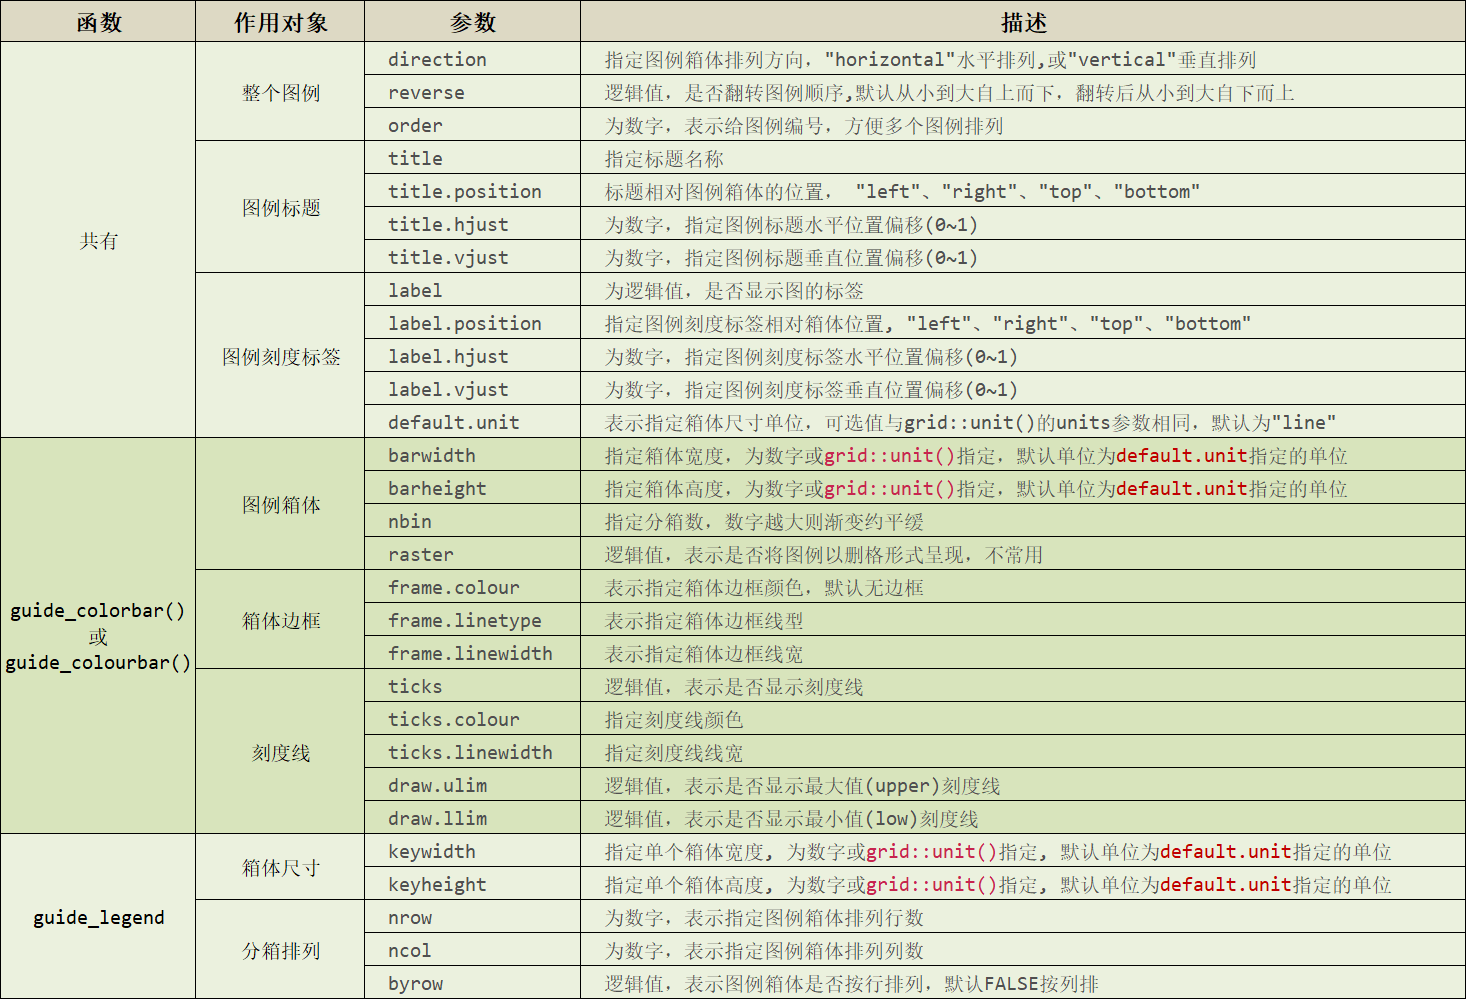 函数 作用对象 参数 描述
共有 整个图例 direction 指定图例箱体排列方向，"horizontal"水平排列,或"vertical"垂直排列
reverse 逻辑值，是否翻转图例顺序,默认从小到大自上而下，翻转后从小到大自下而上
order 为数字，表示给图例编号，方便多个图例排列
图例标题 title 指定标题名称
title.position 标题相对图例箱体的位置， "left"、"right"、"top"、"bottom"
title.hjust 为数字，指定图例标题水平位置偏移(0~1)
title.vjust 为数字，指定图例标题垂直位置偏移(0~1)
图例刻度标签 label 为逻辑值，是否显示图的标签
label.position 指定图例刻度标签相对箱体位置, "left"、"right"、"top"、"bottom"
label.hjust 为数字，指定图例刻度标签水平位置偏移(0~1)
label.vjust 为数字，指定图例刻度标签垂直位置偏移(0~1)
default.unit 表示指定箱体尺寸单位，可选值与grid::unit()的units参数相同，默认为"line"
guide_colorbar()
或
guide_colourbar()
图例箱体 barwidth 指定箱体宽度，为数字或grid::unit()指定，默认单位为default.unit指定的单位
barheight 指定箱体高度，为数字或grid::unit()指定，默认单位为default.unit指定的单位
nbin 指定分箱数，数字越大则渐变约平缓
raster 逻辑值，表示是否将图例以删格形式呈现，不常用
箱体边框 frame.colour 表示指定箱体边框颜色，默认无边框
frame.linetype 表示指定箱体边框线型
frame.linewidth 表示指定箱体边框线宽
刻度线 ticks 逻辑值，表示是否显示刻度线
ticks.colour 指定刻度线颜色
ticks.linewidth 指定刻度线线宽
draw.ulim 逻辑值，表示是否显示最大值(upper)刻度线
draw.llim 逻辑值，表示是否显示最小值(low)刻度线
guide_legend 箱体尺寸 keywidth 指定单个箱体宽度, 为数字或grid::unit()指定, 默认单位为default.unit指定的单位
keyheight 指定单个箱体高度, 为数字或grid::unit()指定, 默认单位为default.unit指定的单位
分箱排列 nrow 为数字，表示指定图例箱体排列行数
ncol 为数字，表示指定图例箱体排列列数
byrow 逻辑值，表示图例箱体是否按行排列，默认FALSE按列排